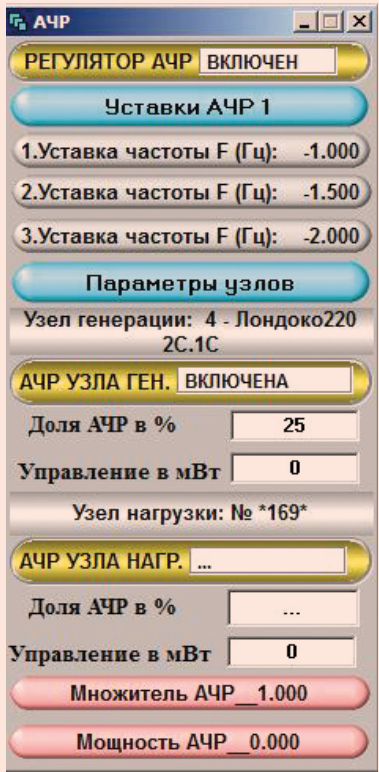 АЧР
РЕГУЛЯТОР АЧР ВКЛЮЧЕН
Уставки АЧР 1
1.Уставка частоты F (Гц): -1.000
2.Уставка частоты F (Гц): -1.500
3.Уставка частоты F (Гц): -2.000
Параметры узлов
Узел генерации: 4 - Лондоко220
2С.1С
АЧР УЗЛА ГЕН. ВКЛЮЧЕНА
Доля АЧР в % 25
Управление в мВт 0
Узел нагрузки: № *169*
АЧР УЗЛА НАГР. ...
Доля АЧР в % ...
Управление в мВт 0
Множитель АЧР__1.000
Мощность АЧР__0.000